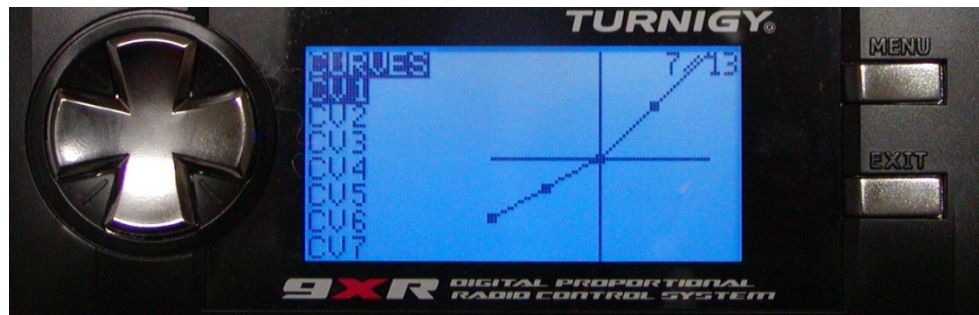 TURNIGY®
MENU
CURVES 7/13
CV1
CV2
CV3
CV4
CV5
CV6
CV7
EXIT
9XR DIGITAL PROPORTIONAL
RADIO CONTROL SYSTEM